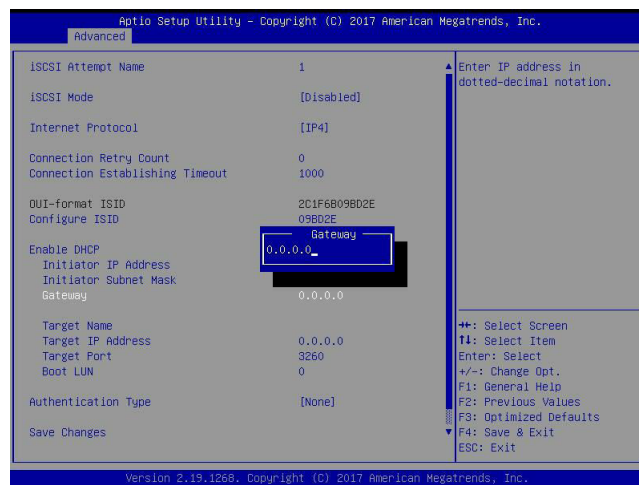 Aptio Setup Utility - Copyright (C) 2017 American Megatrends, Inc.
Advanced
iSCSI Attempt Name 1
iSCSI Mode [Disabled]
Internet Protocol [IP4]
Connection Retry Count 0
Connection Establishing Timeout 1000
OUI-format ISID 2C1F6B09BD2E
Configure ISID 09BD2E
Enable DHCP
Initiator IP Address
Initiator Subnet Mask
Gateway 0.0.0.0
Gateway
0.0.0.0_
Target Name
Target IP Address 0.0.0.0
Target Port 3260
Boot LUN 0
Authentication Type [None]
Save Changes
Enter IP address in
dotted-decimal notation.
→←: Select Screen
↑↓: Select Item
Enter: Select
+/-: Change Opt.
F1: General Help
F2: Previous Values
F3: Optimized Defaults
F4: Save & Exit
ESC: Exit
Version 2.19.1268. Copyright (C) 2017 American Megatrends, Inc.